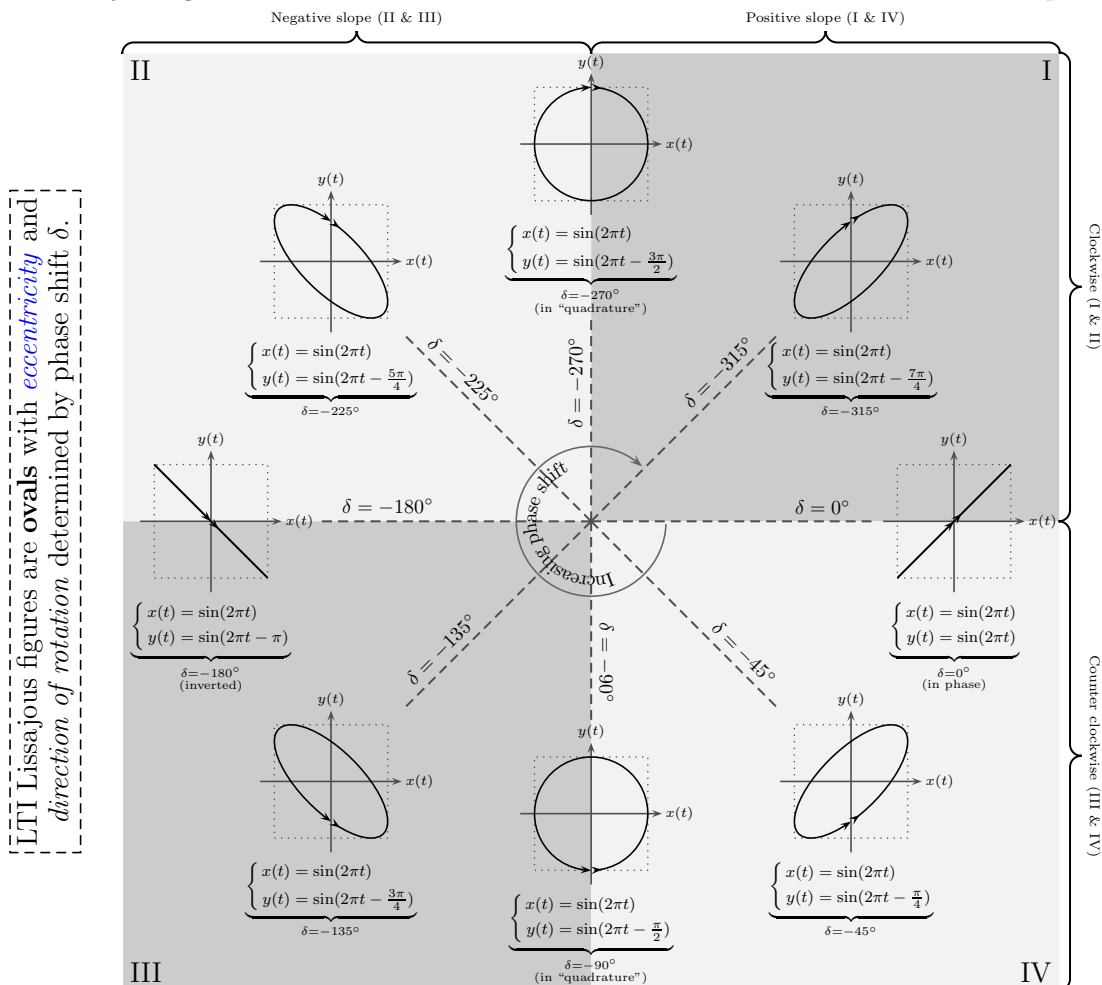 Negative slope (II & III)
Positive slope (I & IV)
II
I
y(t)
x(t)
{ x(t) = sin(2πt)
y(t) = sin(2πt − 3π/2)
δ=−270°
(in “quadrature”)
y(t)
x(t)
{ x(t) = sin(2πt)
y(t) = sin(2πt − 5π/4)
δ=−225°
y(t)
x(t)
{ x(t) = sin(2πt)
y(t) = sin(2πt − 7π/4)
δ=−315°
Clockwise (I & II)
LTI Lissajous figures are ovals with eccentricity and
direction of rotation determined by phase shift δ.
δ = −225°
δ = −270°
δ = −315°
y(t)
x(t)
δ = −180°
Increasing phase shift
δ = 0°
y(t)
x(t)
{ x(t) = sin(2πt)
y(t) = sin(2πt − π)
δ=−180°
(inverted)
{ x(t) = sin(2πt)
y(t) = sin(2πt)
δ=0°
(in phase)
δ = −135°
δ = −90°
δ = −45°
Counter clockwise (III & IV)
y(t)
x(t)
{ x(t) = sin(2πt)
y(t) = sin(2πt − 3π/4)
δ=−135°
y(t)
x(t)
{ x(t) = sin(2πt)
y(t) = sin(2πt − π/2)
δ=−90°
(in “quadrature”)
y(t)
x(t)
{ x(t) = sin(2πt)
y(t) = sin(2πt − π/4)
δ=−45°
III
IV